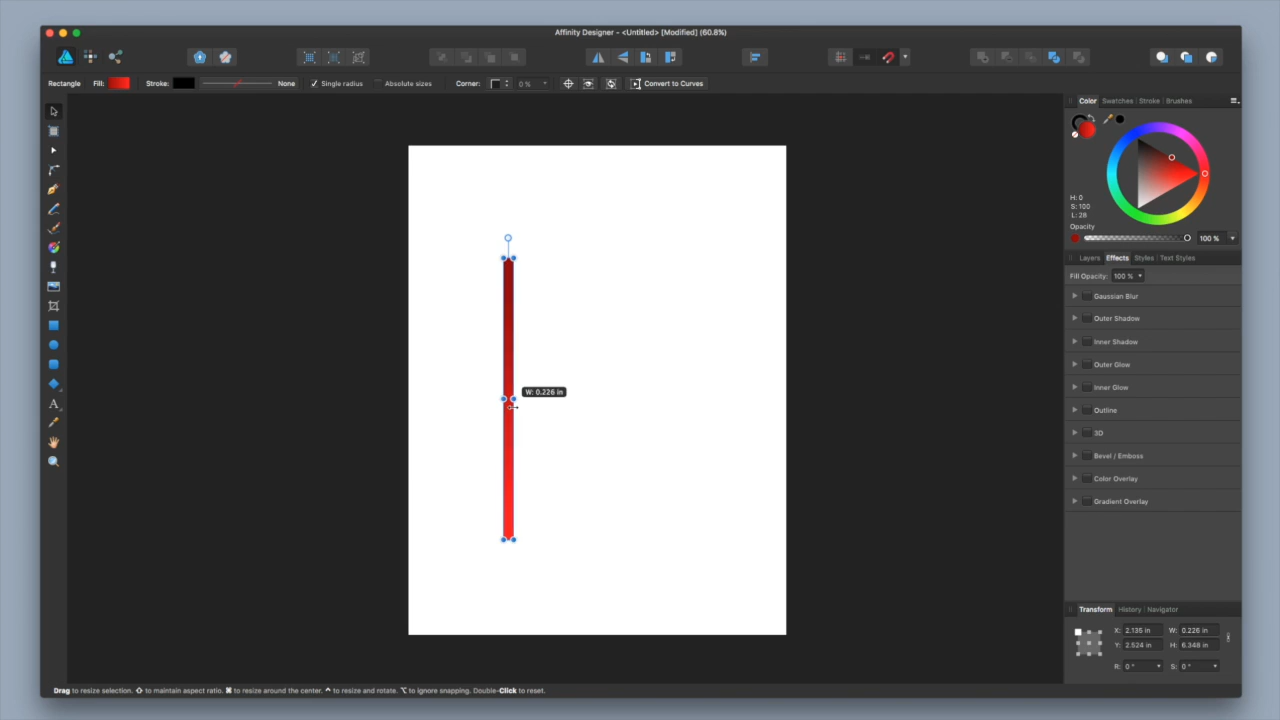 Affinity Designer - <Untitled> [Modified] (60.8%)
Rectangle Fill: Stroke: None Single radius Absolute sizes Corner: 0 % Convert to Curves
Color Swatches Stroke Brushes
H: 0
S: 100
L: 28
Opacity
100 %
Layers Effects Styles Text Styles
Fill Opacity: 100 %
Gaussian Blur
Outer Shadow
Inner Shadow
Outer Glow
Inner Glow
Outline
3D
Bevel / Emboss
Color Overlay
Gradient Overlay
W: 0.226 in
A
Transform History Navigator
X: 2.135 in W: 0.226 in
Y: 2.524 in H: 6.348 in
R: 0 ° S: 0 °
Drag to resize selection. ⇧ to maintain aspect ratio. ⌘ to resize around the center. ^ to resize and rotate. ⌥ to ignore snapping. Double-Click to reset.